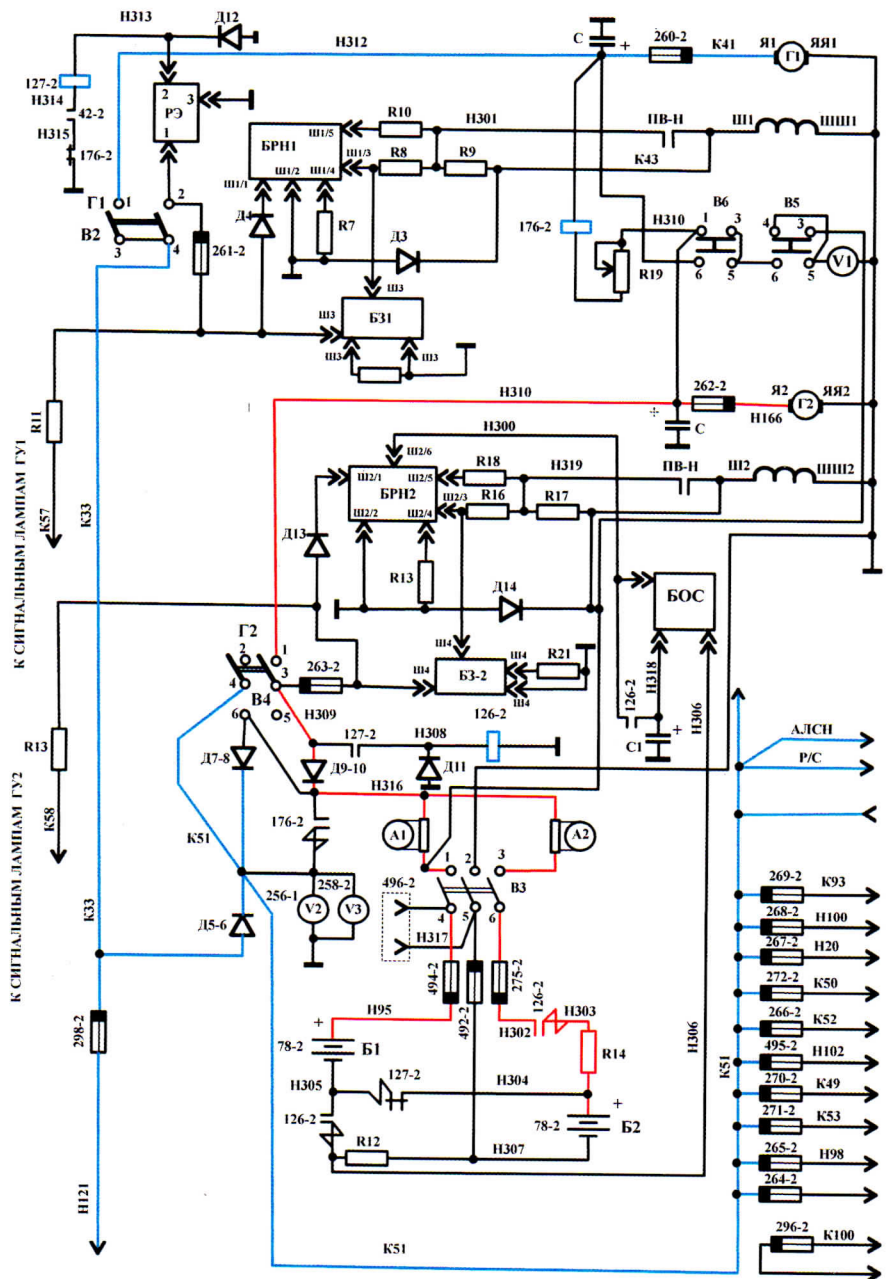 Н313
Д12
127-2
Н314
42-2
Н315
176-2
2
3
РЭ
1
Н312
С
+
260-2
К41
Я1
Г1
ЯЯ1
R10
Н301
ПВ-Н
Ш1
ШШ1
Ш1/5
БРН1
Ш1/3
R8
R9
К43
Ш1/1
Ш1/2
Ш1/4
Г1
1
2
В2
3
4
261-2
Д4
R7
Д3
176-2
Н310
R19
В6
1
3
6
5
В5
4
3
6
5
V1
Ш3
Ш3
БЗ1
Ш3
Ш3
R11
К57
К33
Н310
+
262-2
Я2
Г2
ЯЯ2
Н166
С
Н300
Ш2/6
R18
Н319
ПВ-Н
Ш2
ШШ2
Ш2/1
Ш2/5
БРН2
Ш2/3
R16
R17
Ш2/2
Ш2/4
Д13
R13
Д14
БОС
К СИГНАЛЬНЫМ ЛАМПАМ ГУ1
Г2
2
1
4
3
263-2
Ш4
Ш4
БЗ-2
Ш4
R21
Ш4
В4
6
5
Н309
126-2
Н318
Н306
126-2
С1
+
R13
К58
Д7-8
127-2
Н308
126-2
Д9-10
Д11
Н316
АЛСН
Р/С
К51
176-2
А1
А2
1
2
3
В3
4
5
6
496-2
Н317
256-1
258-2
V2
V3
К СИГНАЛЬНЫМ ЛАМПАМ ГУ2
К33
Д5-6
494-2
492-2
275-2
126-2
Н302
Н303
298-2
+
Н95
78-2
Б1
R14
Н306
К51
Н305
127-2
Н304
126-2
+
78-2
Б2
R12
Н307
269-2
К93
268-2
Н100
267-2
Н20
272-2
К50
266-2
К52
495-2
Н102
270-2
К49
271-2
К53
265-2
Н98
264-2
296-2
К100
Н121
К51